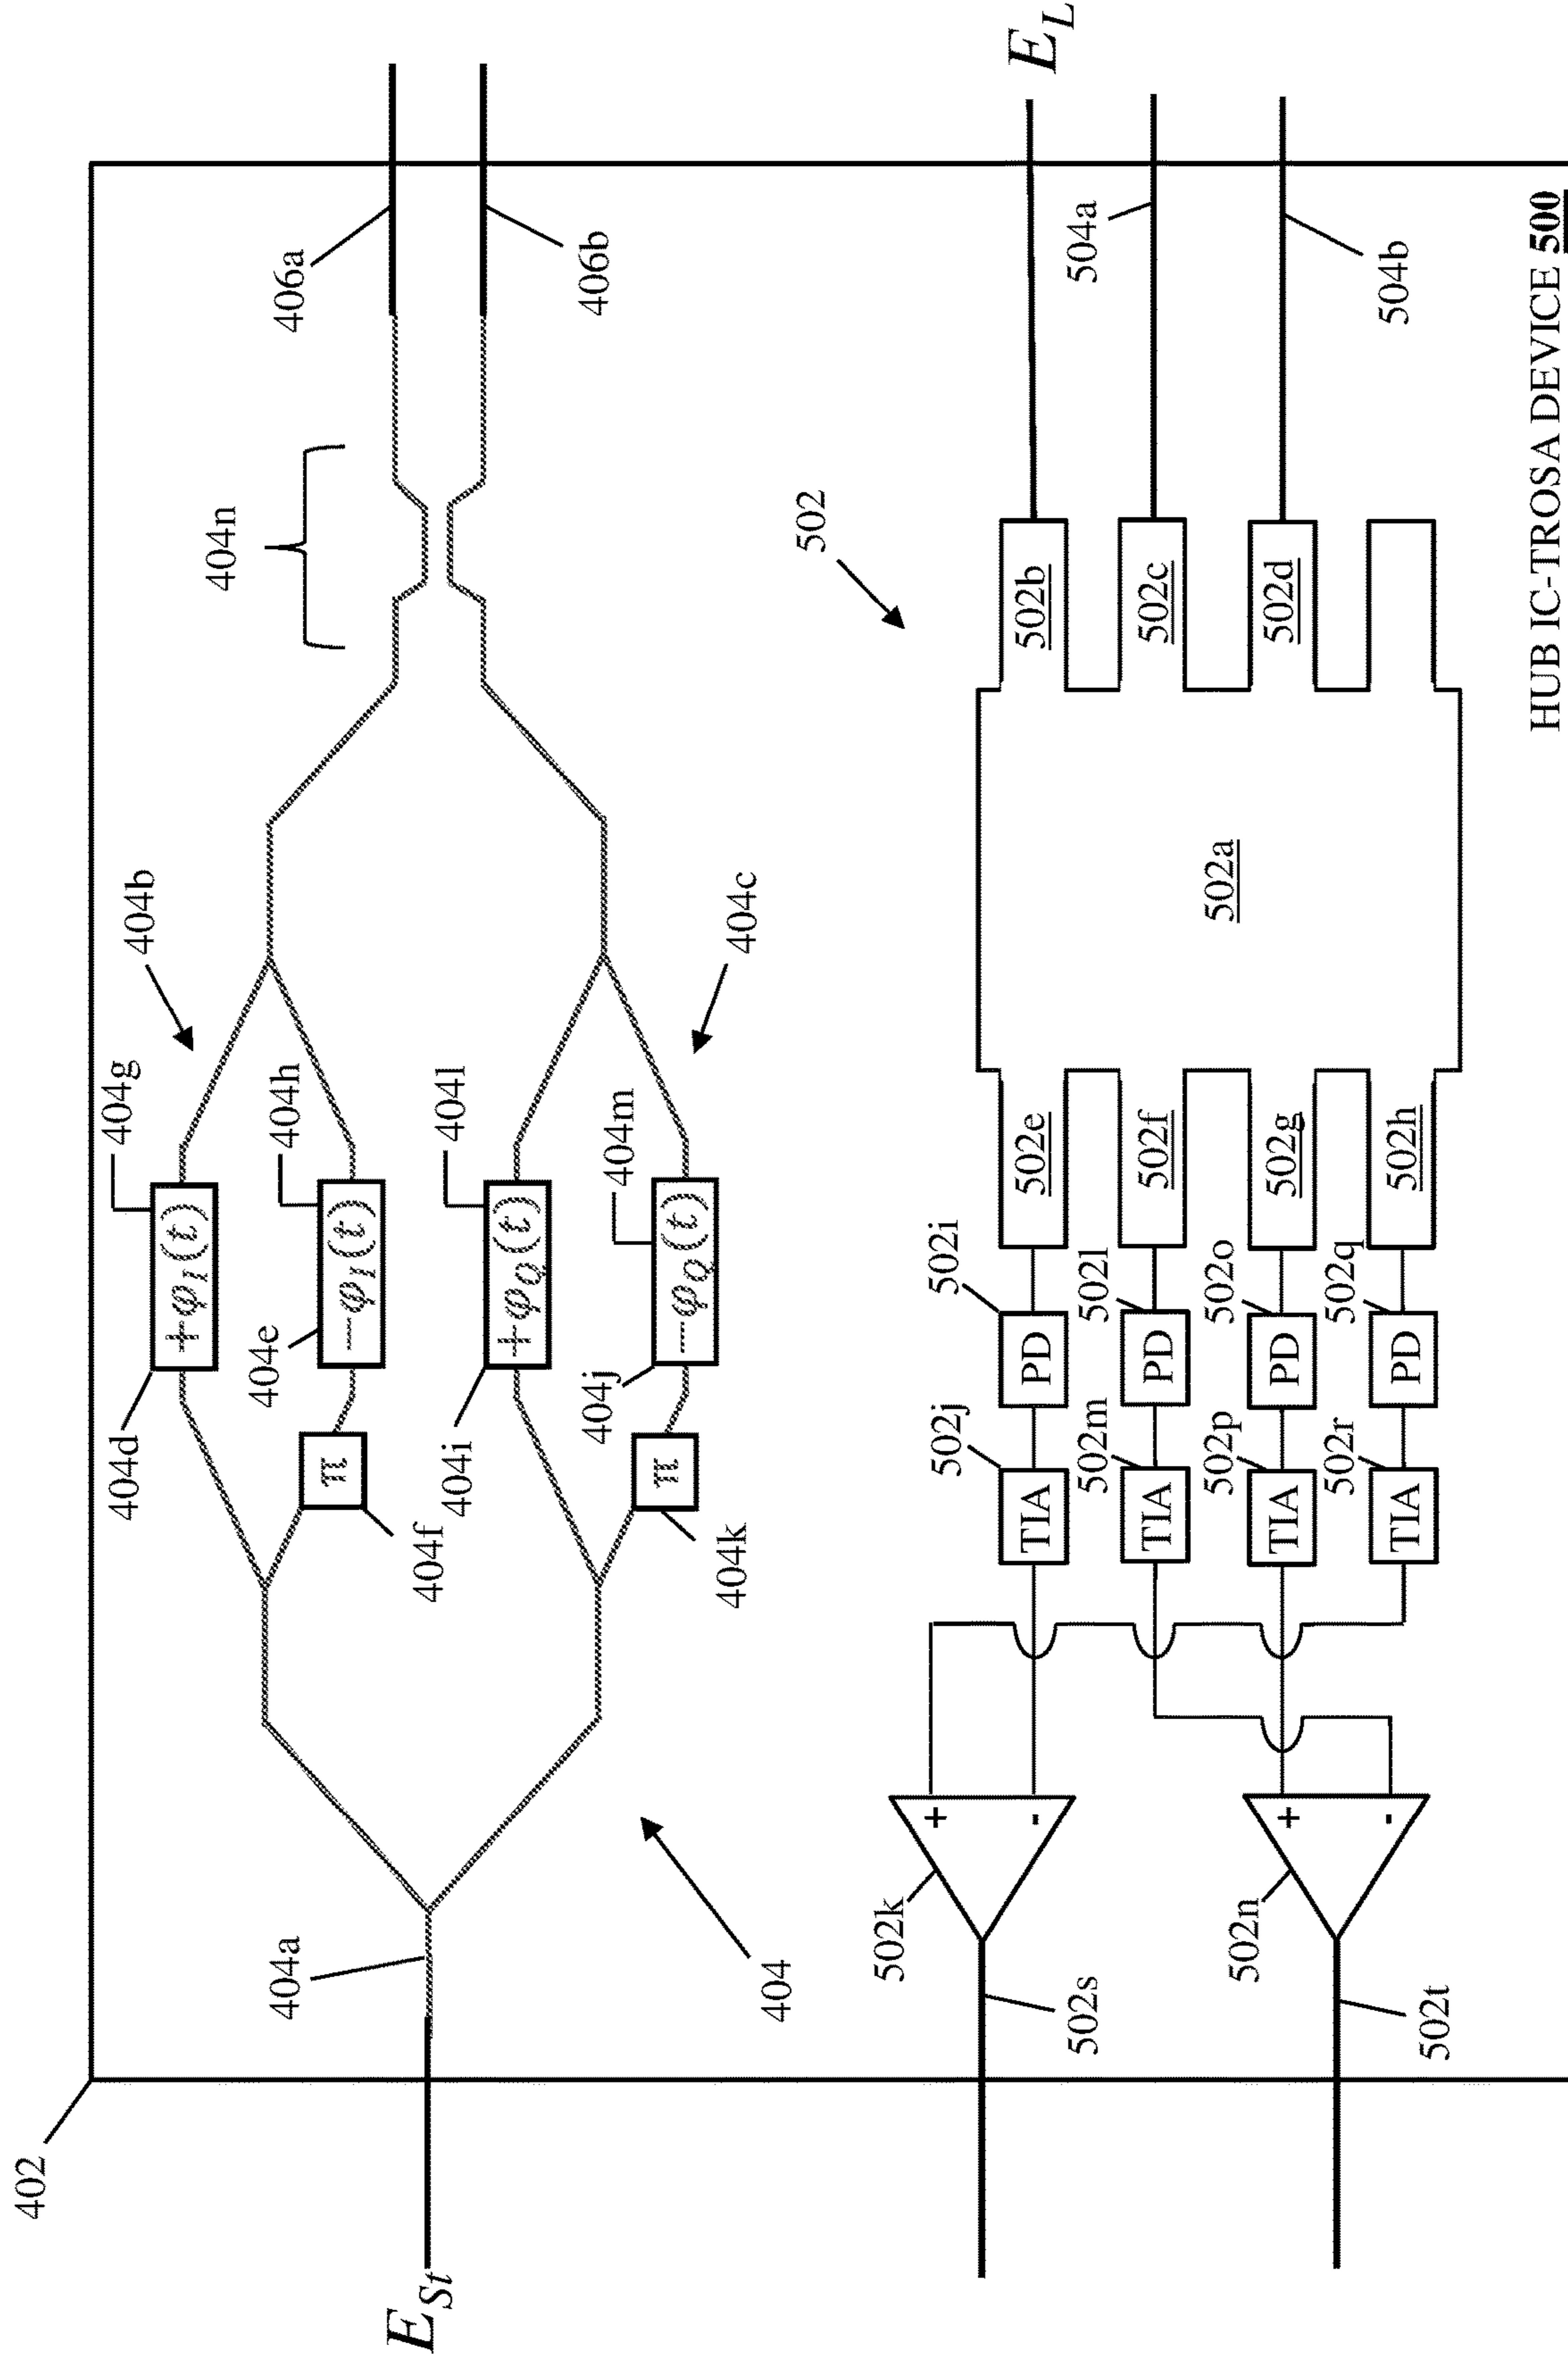 402
E_{St}
404a
404
404b
404c
404d
404g
+φ_I(t)
404e
404h
−φ_I(t)
π
404f
404i
404l
+φ_Q(t)
404j
404m
−φ_Q(t)
π
404k
404n
406a
406b
502
E_L
504a
504b
502a
502b
502c
502d
502e
502f
502g
502h
502i
PD
502j
TIA
502l
PD
502m
TIA
502o
PD
502p
TIA
502q
PD
502r
TIA
502k
+
-
502n
+
-
502s
502t
HUB IC-TROSA DEVICE 500